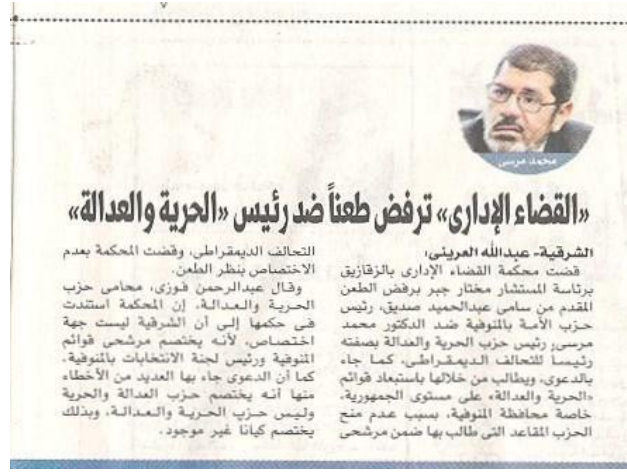 محمد مرسى
«القضاء الإدارى» ترفض طعناً ضد رئيس «الحرية والعدالة»
الشرقية- عبدالله العرينى:
قضت محكمة القضاء الإدارى بالزقازيق
برئاسة المستشار مختار جبر برفض الطعن
المقدم من سامى عبدالحميد صديق، رئيس
حزب الأمة بالمنوفية ضد الدكتور محمد
مرسى، رئيس حزب الحرية والعدالة بصفته
رئيسا للتحالف الديمقراطى، كما جاء
بالدعوى، ويطالب من خلالها باستبعاد قوائم
«الحرية والعدالة» على مستوى الجمهورية،
خاصة محافظة المنوفية، بسبب عدم منح
الحزب المقاعد التى طالب بها ضمن مرشحى
التحالف الديمقراطى، وقضت المحكمة بعدم
الاختصاص بنظر الطعن.
وقال عبدالرحمن فوزى، محامى حزب
الحرية والعدالة، إن المحكمة استندت
فى حكمها إلى أن الشرقية ليست جهة
اختصاص، لأنه يختصم مرشحى قوائم
المنوفية ورئيس لجنة الانتخابات بالمنوفية،
كما أن الدعوى جاء بها العديد من الأخطاء
منها أنه يختصم حزب العدالة والحرية
وليس حزب الحرية والعدالة، وبذلك
يختصم كيانا غير موجود.